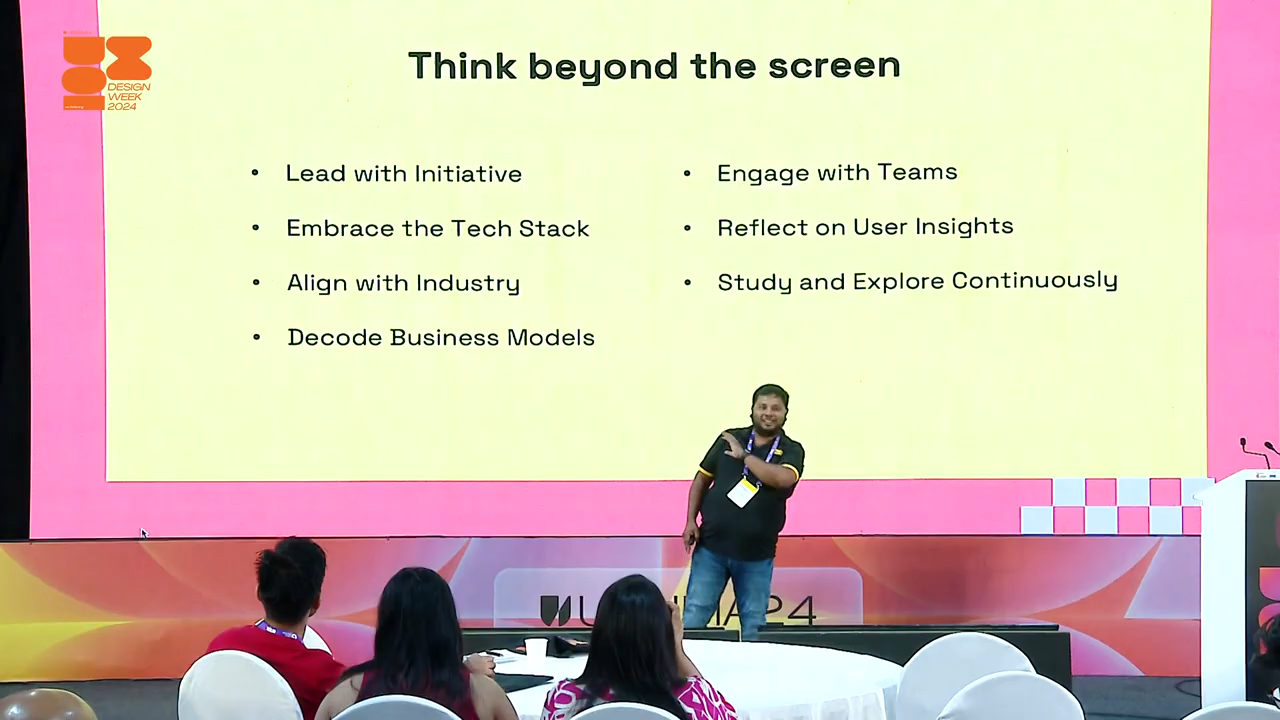 Think beyond the screen
DESIGN
WEEK
2024
• Lead with Initiative
• Embrace the Tech Stack
• Align with Industry
• Decode Business Models
• Engage with Teams
• Reflect on User Insights
• Study and Explore Continuously